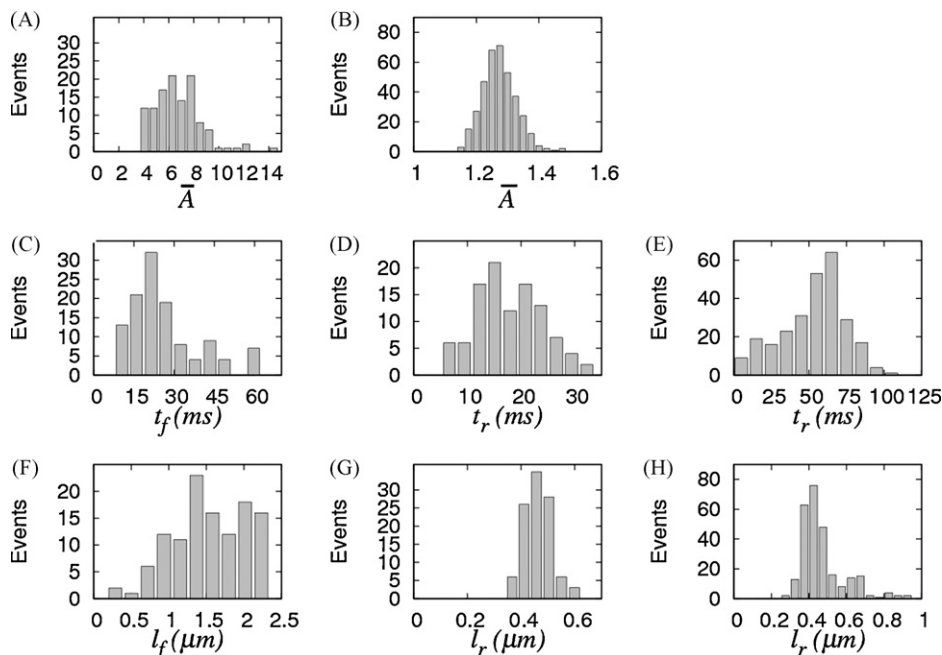 (A)
Events
30
25
20
15
10
5
0
0 2 4 6 8 10 12 14
A̅
(B)
Events
80
60
40
20
0
1 1.2 1.4 1.6
A̅
(C)
Events
30
25
20
15
10
5
0
0 15 30 45 60
t_f (ms)
(D)
Events
25
20
15
10
5
0
10 20 30
t_r (ms)
(E)
Events
60
40
20
0
0 25 50 75 100 125
t_r (ms)
(F)
Events
20
15
10
5
0
0 0.5 1 1.5 2 2.5
l_f (μm)
(G)
Events
30
25
20
15
10
5
0
0 0.2 0.4 0.6
l_r (μm)
(H)
Events
80
60
40
20
0
0 0.2 0.4 0.6 0.8 1
l_r (μm)